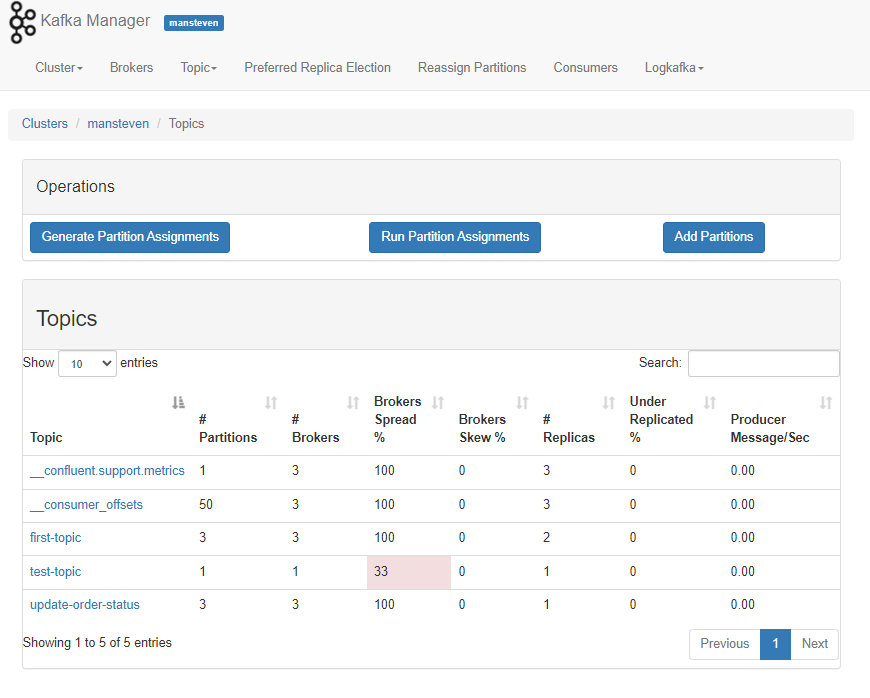 Kafka Manager mansteven
Cluster Brokers Topic Preferred Replica Election Reassign Partitions Consumers Logkafka
Clusters / mansteven / Topics
Operations
Generate Partition Assignments Run Partition Assignments Add Partitions
Topics
Show 10 entries Search:
Topic # Partitions # Brokers Brokers Spread % Brokers Skew % # Replicas Under Replicated % Producer Message/Sec
__confluent.support.metrics 1 3 100 0 3 0 0.00
__consumer_offsets 50 3 100 0 3 0 0.00
first-topic 3 3 100 0 2 0 0.00
test-topic 1 1 33 0 1 0 0.00
update-order-status 3 3 100 0 1 0 0.00
Showing 1 to 5 of 5 entries Previous 1 Next